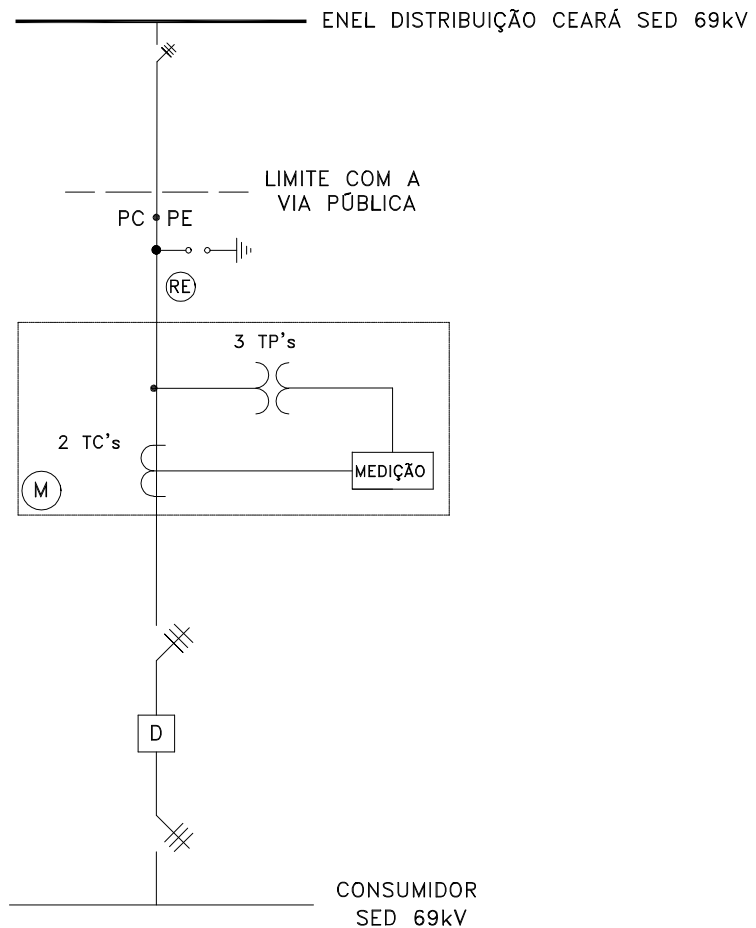 ENEL DISTRIBUIÇÃO CEARÁ SED 69kV
LIMITE COM A
VIA PÚBLICA
PC PE
RE
3 TP's
2 TC's
MEDIÇÃO
M
D
CONSUMIDOR
SED 69kV